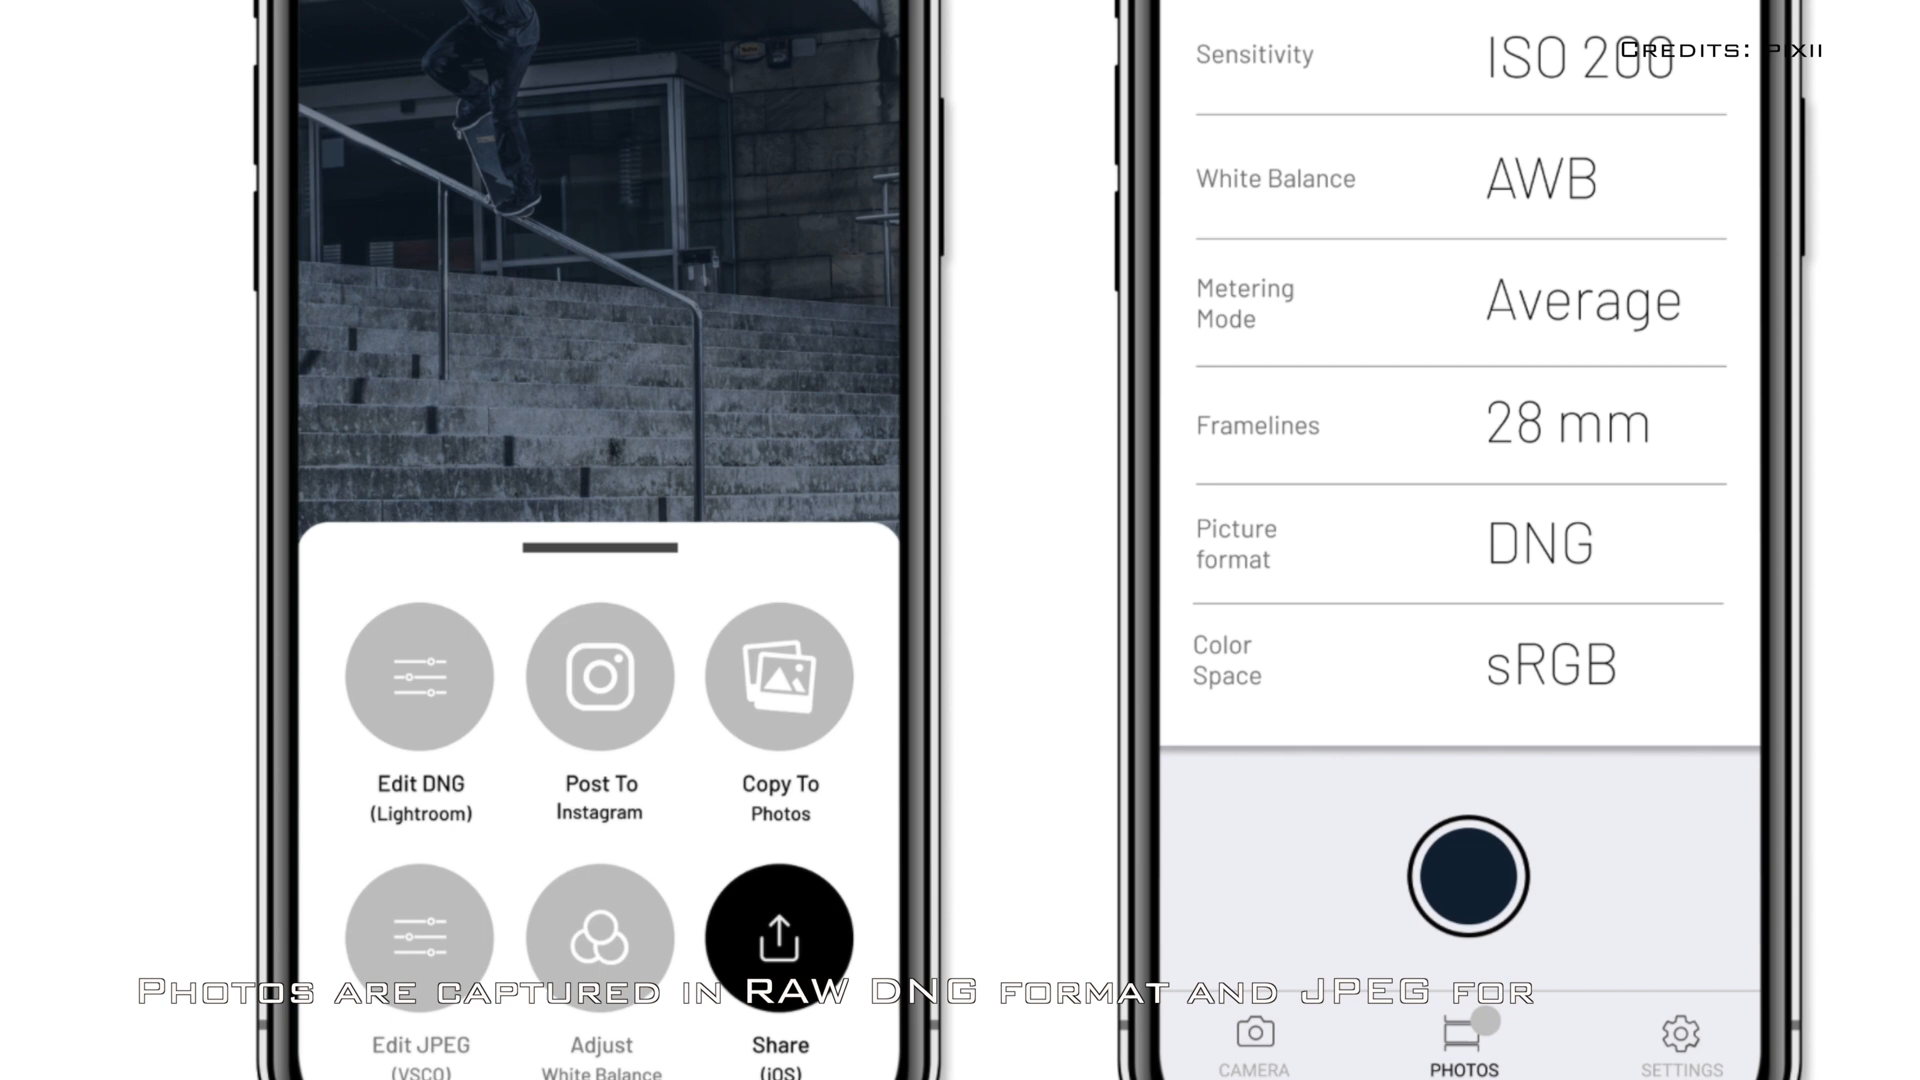 Credits: Pixii
Sensitivity
ISO 200
White Balance
AWB
Metering
Mode
Average
Framelines
28 mm
Picture
format
DNG
Color
Space
sRGB
Edit DNG
(Lightroom)
Post To
Instagram
Copy To
Photos
Edit JPEG
(VSCO)
Adjust
White Balance
Share
(iOS)
Photos are captured in RAW DNG format and JPEG for
CAMERA
PHOTOS
SETTINGS